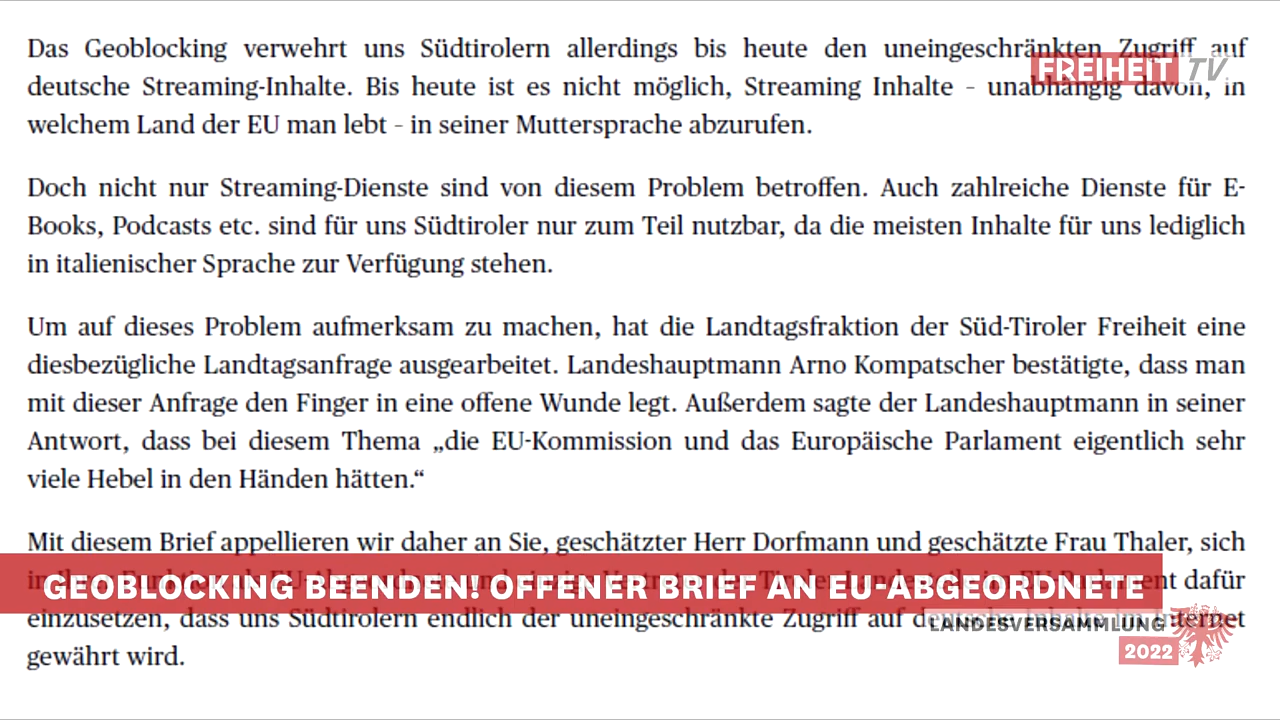 Das Geoblocking verwehrt uns Südtirolern allerdings bis heute den uneingeschränkten Zugriff auf
FREIHEIT TV
deutsche Streaming-Inhalte. Bis heute ist es nicht möglich, Streaming Inhalte – unabhängig davon, in
welchem Land der EU man lebt – in seiner Muttersprache abzurufen.
Doch nicht nur Streaming-Dienste sind von diesem Problem betroffen. Auch zahlreiche Dienste für E-
Books, Podcasts etc. sind für uns Südtiroler nur zum Teil nutzbar, da die meisten Inhalte für uns lediglich
in italienischer Sprache zur Verfügung stehen.
Um auf dieses Problem aufmerksam zu machen, hat die Landtagsfraktion der Süd-Tiroler Freiheit eine
diesbezügliche Landtagsanfrage ausgearbeitet. Landeshauptmann Arno Kompatscher bestätigte, dass man
mit dieser Anfrage den Finger in eine offene Wunde legt. Außerdem sagte der Landeshauptmann in seiner
Antwort, dass bei diesem Thema „die EU-Kommission und das Europäische Parlament eigentlich sehr
viele Hebel in den Händen hätten.“
Mit diesem Brief appellieren wir daher an Sie, geschätzter Herr Dorfmann und geschätzte Frau Thaler, sich
dafür
GEOBLOCKING BEENDEN! OFFENER BRIEF AN EU-ABGEORDNETE
einzusetzen, dass uns Südtirolern endlich der uneingeschränkte Zugriff auf deutsche Inhalte im Internet
LANDESVERSAMMLUNG
2022
gewährt wird.